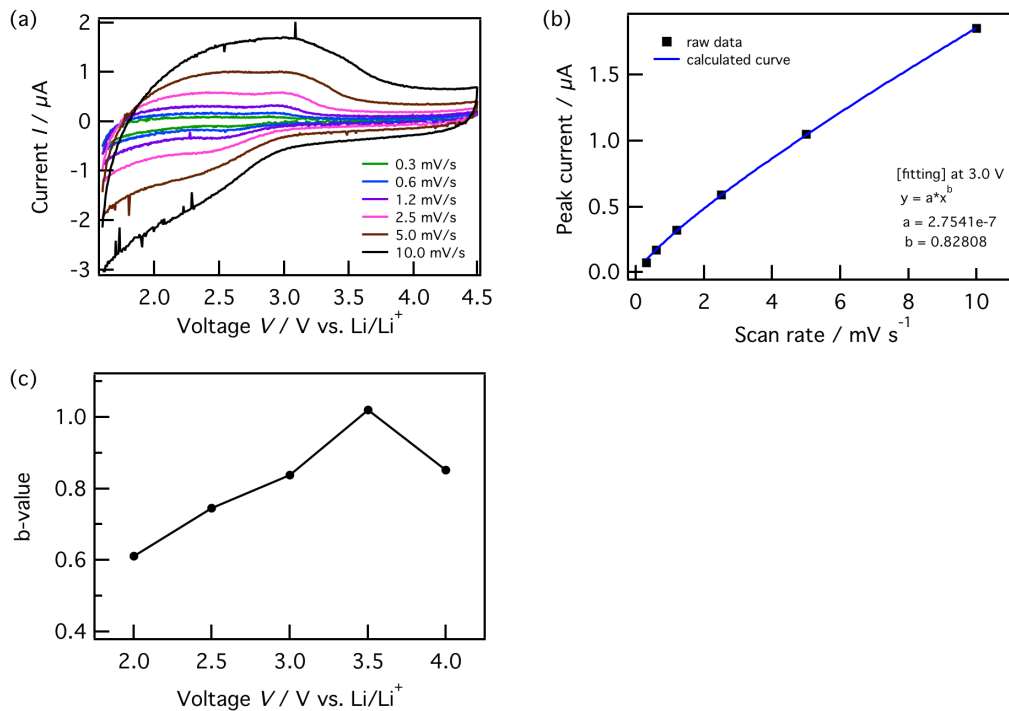 (a)
Current I / μA
2
1
0
-1
-2
-3
0.3 mV/s
0.6 mV/s
1.2 mV/s
2.5 mV/s
5.0 mV/s
10.0 mV/s
2.0 2.5 3.0 3.5 4.0 4.5
Voltage V / V vs. Li/Li⁺
(b)
Peak current / μA
1.5
1.0
0.5
0.0
raw data
calculated curve
[fitting] at 3.0 V
y = a*x^b
a = 2.7541e-7
b = 0.82808
0 2 4 6 8 10
Scan rate / mV s⁻¹
(c)
b-value
1.0
0.8
0.6
0.4
2.0 2.5 3.0 3.5 4.0
Voltage V / V vs. Li/Li⁺